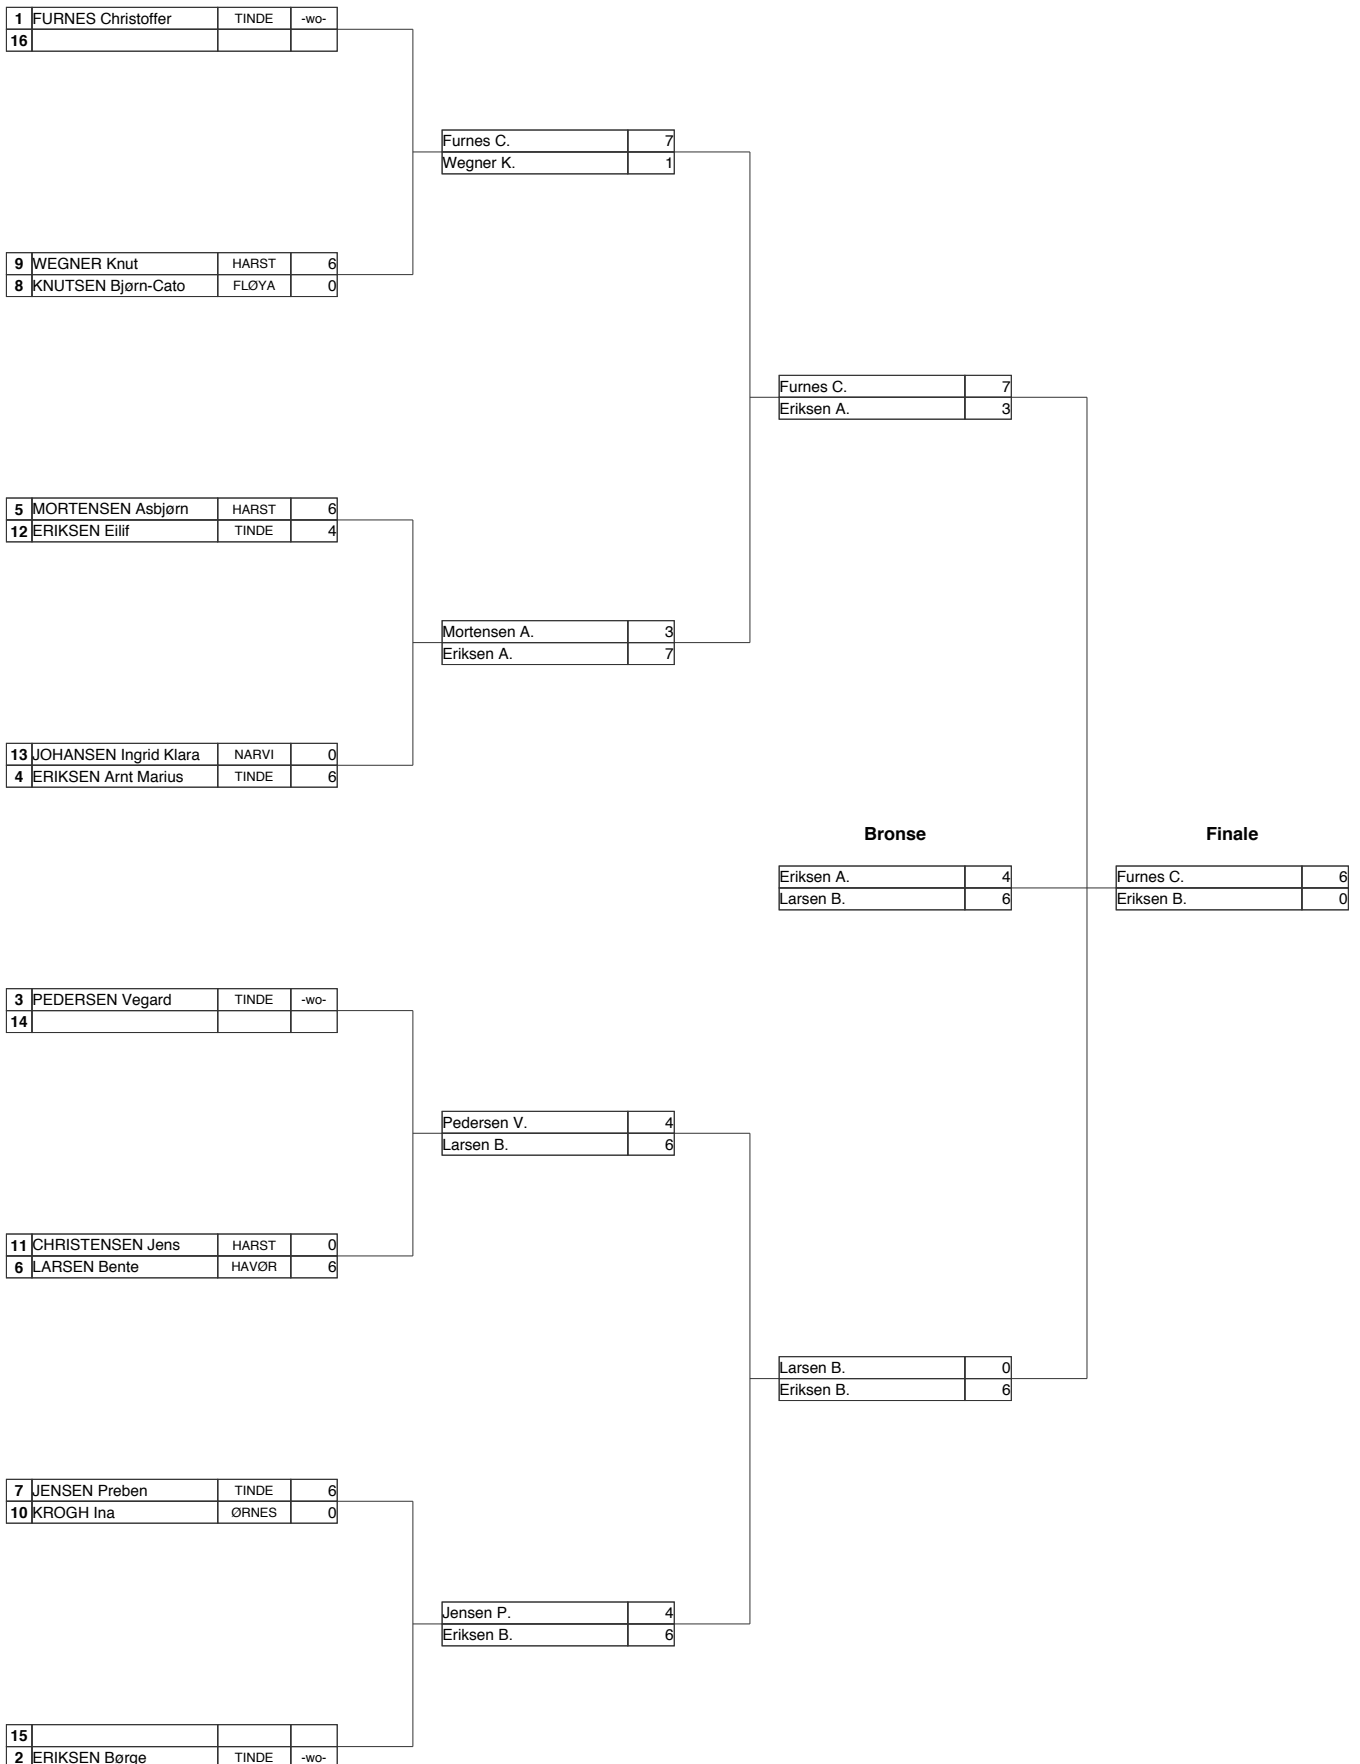 1 FURNES Christoffer TINDE -wo-
16
Furnes C. 7
Wegner K. 1
9 WEGNER Knut HARST 6
8 KNUTSEN Bjørn-Cato FLØYA 0
Furnes C. 7
Eriksen A. 3
5 MORTENSEN Asbjørn HARST 6
12 ERIKSEN Eilif TINDE 4
Mortensen A. 3
Eriksen A. 7
13 JOHANSEN Ingrid Klara NARVI 0
4 ERIKSEN Arnt Marius TINDE 6
Bronse Finale
Eriksen A. 4 Furnes C. 6
Larsen B. 6 Eriksen B. 0
3 PEDERSEN Vegard TINDE -wo-
14
Pedersen V. 4
Larsen B. 6
11 CHRISTENSEN Jens HARST 0
6 LARSEN Bente HAVØR 6
Larsen B. 0
Eriksen B. 6
7 JENSEN Preben TINDE 6
10 KROGH Ina ØRNES 0
Jensen P. 4
Eriksen B. 6
15
2 ERIKSEN Børge TINDE -wo-